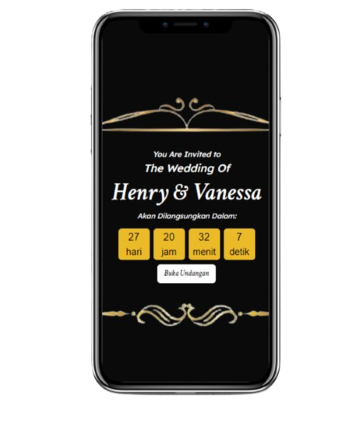 You Are Invited to
The Wedding Of
Henry & Vanessa
Akan Dilangsungkan Dalam:
27 20 32 7
hari jam menit detik
Buka Undangan